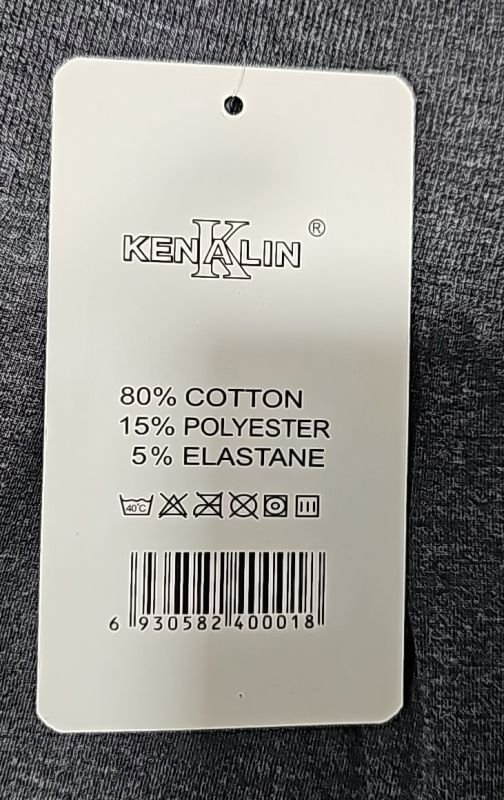 KENALIN ®
K
80% COTTON
15% POLYESTER
5% ELASTANE
40°C
6 930582 400018